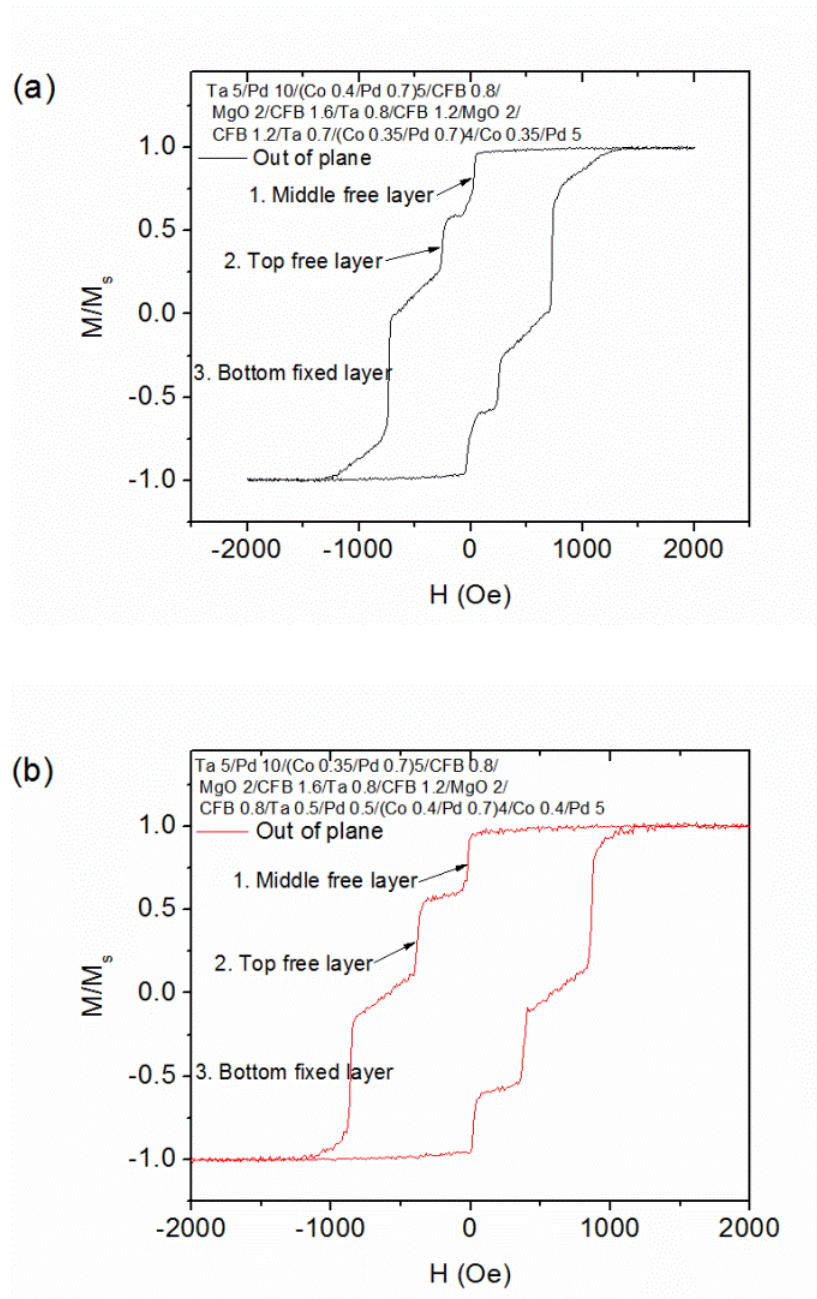 (a)
Ta 5/Pd 10/(Co 0.4/Pd 0.7)5/CFB 0.8/
MgO 2/CFB 1.6/Ta 0.8/CFB 1.2/MgO 2/
CFB 1.2/Ta 0.7/(Co 0.35/Pd 0.7)4/Co 0.35/Pd 5
Out of plane
1. Middle free layer
2. Top free layer
3. Bottom fixed layer
1.0
0.5
0.0
-0.5
-1.0
M/Ms
-2000 -1000 0 1000 2000
H (Oe)
(b)
Ta 5/Pd 10/(Co 0.35/Pd 0.7)5/CFB 0.8/
MgO 2/CFB 1.6/Ta 0.8/CFB 1.2/MgO 2/
CFB 0.8/Ta 0.5/Pd 0.5/(Co 0.4/Pd 0.7)4/Co 0.4/Pd 5
Out of plane
1. Middle free layer
2. Top free layer
3. Bottom fixed layer
1.0
0.5
0.0
-0.5
-1.0
M/Ms
-2000 -1000 0 1000 2000
H (Oe)